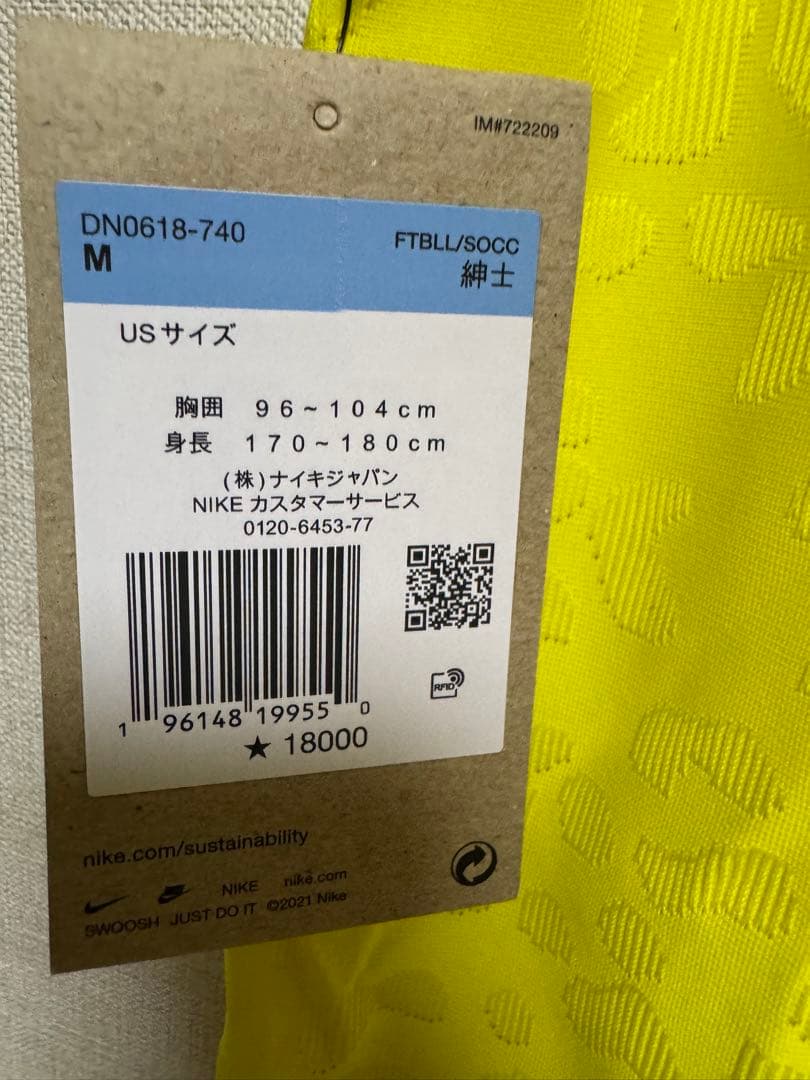 IM#722209
DN0618-740
M
FTBLL/SOCC
紳士
USサイズ
胸囲 96~104cm
身長 170~180cm
(株)ナイキジャパン
NIKE カスタマーサービス
0120-6453-77
RFID
1 96148 19955 0
★ 18000
nike.com/sustainability
NIKE nike.com
SWOOSH JUST DO IT ©2021 Nike